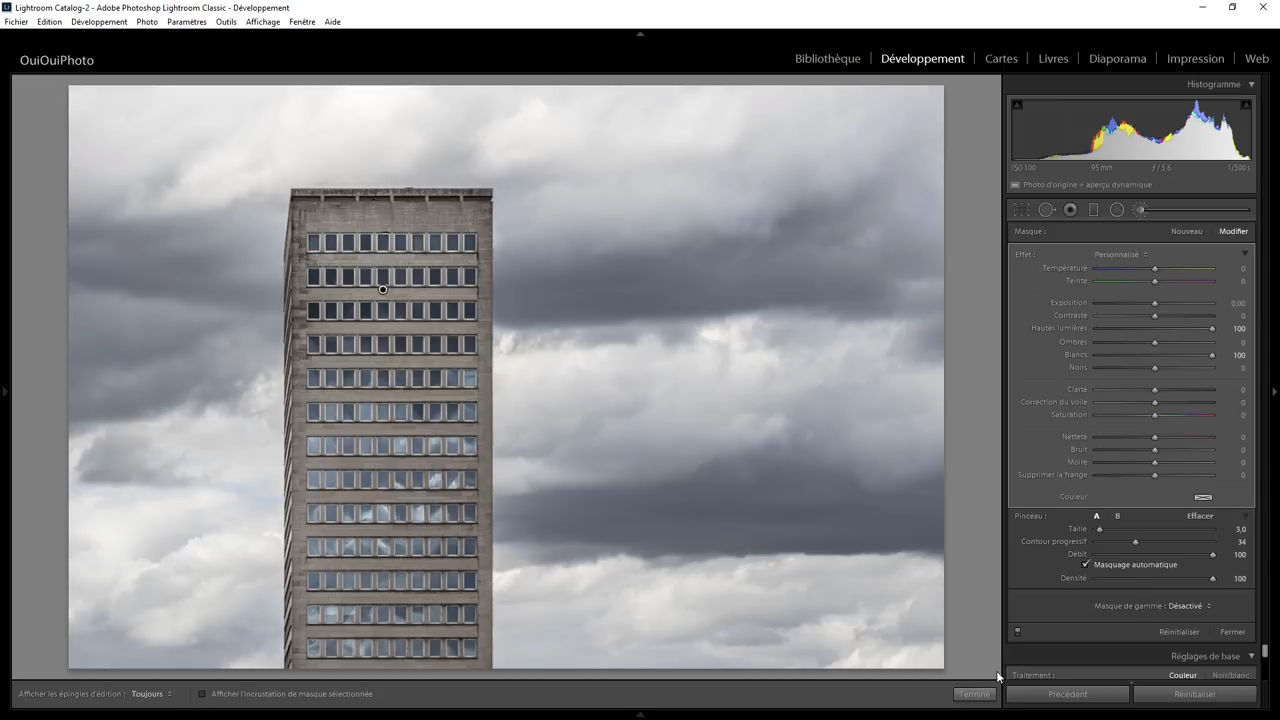 Lightroom Catalog-2 - Adobe Photoshop Lightroom Classic - Développement
Fichier Edition Développement Photo Paramètres Outils Affichage Fenêtre Aide
OuiOuiPhoto
Bibliothèque Développement Cartes Livres Diaporama Impression Web
Histogramme
ISO 100 95 mm ƒ / 5,6 1/500 s
Photo d'origine + aperçu dynamique
Masque : Nouveau Modifier
Effet : Personnalisé
Température 0
Teinte 0
Exposition 0,00
Contraste 0
Hautes lumières 100
Ombres 0
Blancs 100
Noirs 0
Clarté 0
Correction du voile 0
Saturation 0
Netteté 0
Bruit 0
Moiré 0
Supprimer la frange 0
Couleur
Pinceau : A B Effacer
Taille 3,0
Contour progressif 34
Débit 100
Masquage automatique
Densité 100
Masque de gamme : Désactivé
Réinitialiser Fermer
Réglages de base
Traitement : Couleur Noir/blanc
Afficher les épingles d'édition : Toujours Afficher l'incrustation de masque sélectionnée Terminé Précédent Réinitialiser